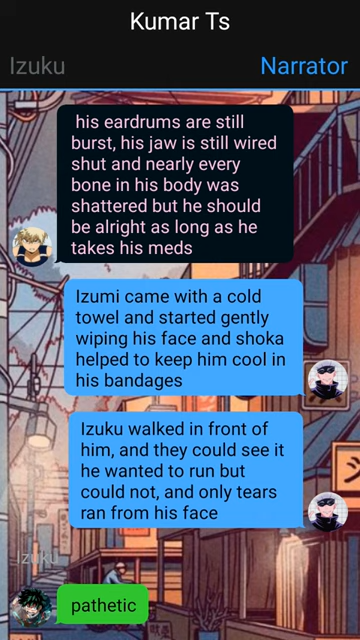 Kumar Ts
Izuku
Narrator
his eardrums are still
burst, his jaw is still wired
shut and nearly every
bone in his body was
shattered but he should
be alright as long as he
takes his meds
Izumi came with a cold
towel and started gently
wiping his face and shoka
helped to keep him cool in
his bandages
Izuku walked in front of
him, and they could see it
he wanted to run but
could not, and only tears
ran from his face
Izuku
pathetic